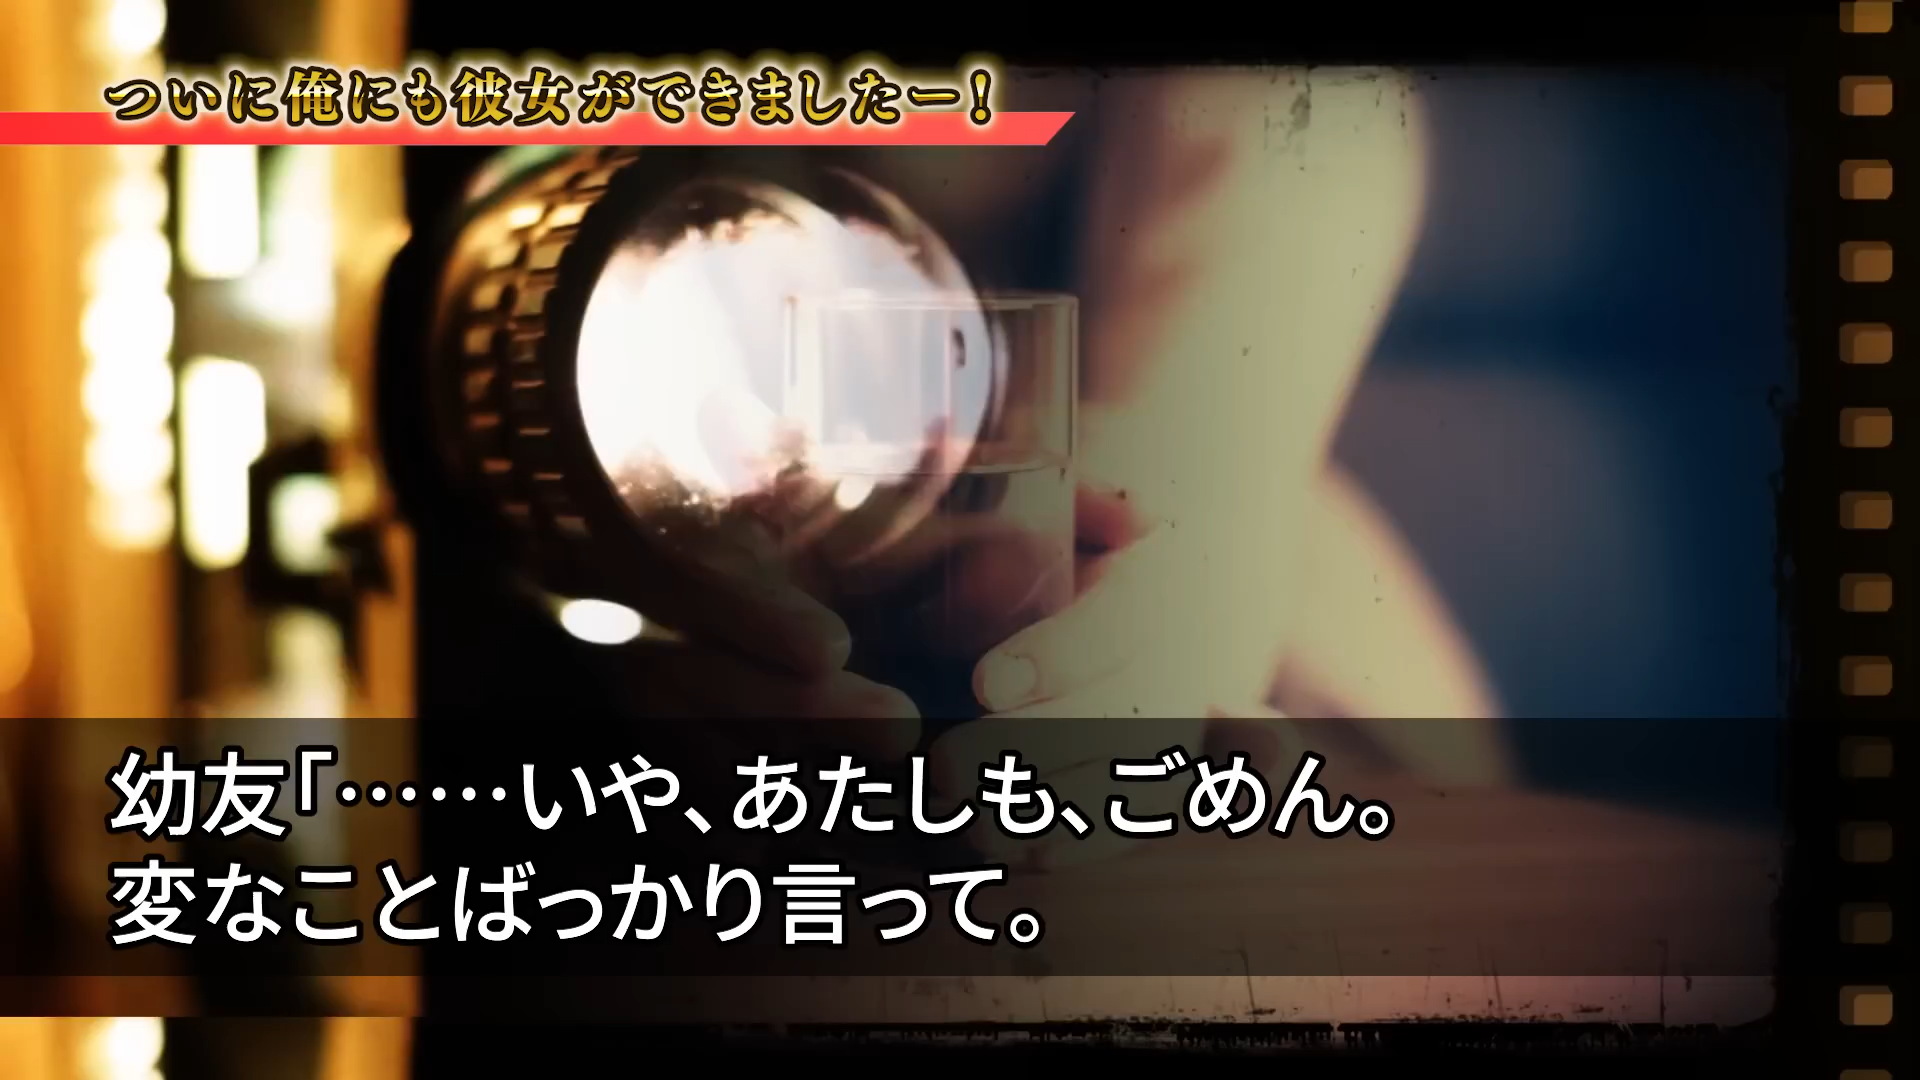 ついに俺にも彼女ができましたー!
幼友「……いや、あたしも、ごめん。
変なことばっかり言って。